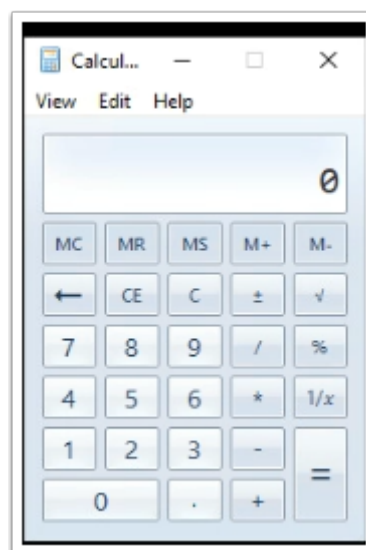 Calcul...
View Edit Help
0
MC MR MS M+ M-
← CE C ± √
7 8 9 / %
4 5 6 * 1/x
1 2 3 -
=
0 . +